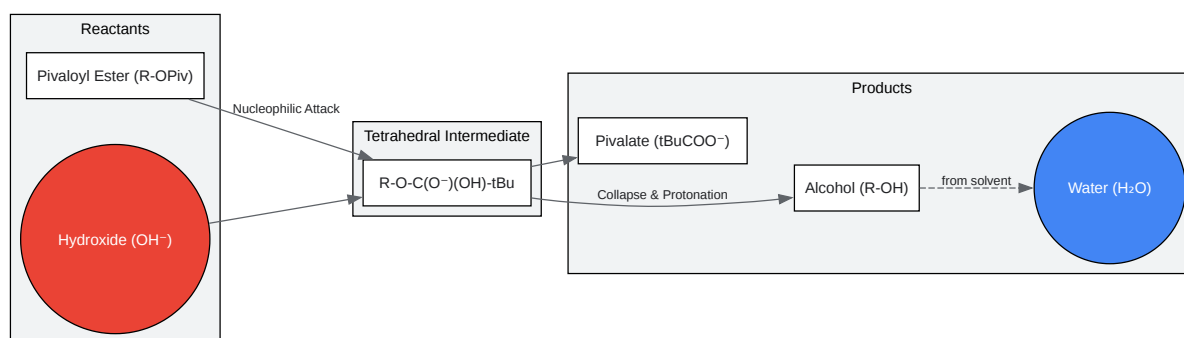 Reactants
Pivaloyl Ester (R-OPiv)
Nucleophilic Attack
Hydroxide (OH⁻)
Tetrahedral Intermediate
R-O-C(O⁻)(OH)-tBu
Products
Pivalate (tBuCOO⁻)
Collapse & Protonation
Alcohol (R-OH)
from solvent
Water (H₂O)